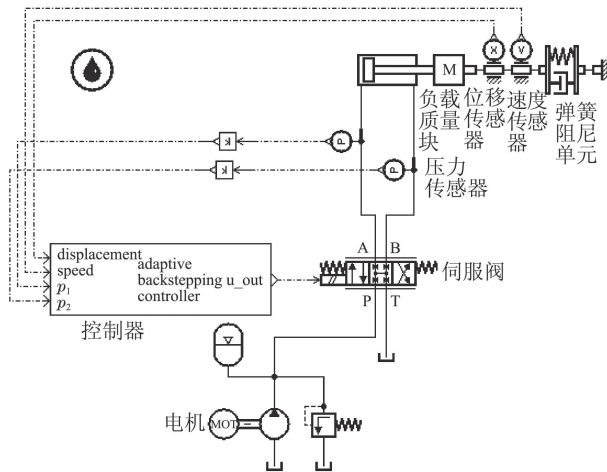 X
V
M
负载
质量
块
位移
传感
器
速度
传感
器
弹簧
阻尼
单元
P
P
压力
传感器
k
k
displacement
speed
p₁
p₂
adaptive
backstepping
controller
u_out
控制器
A B
P T
伺服阀
电机
MOT